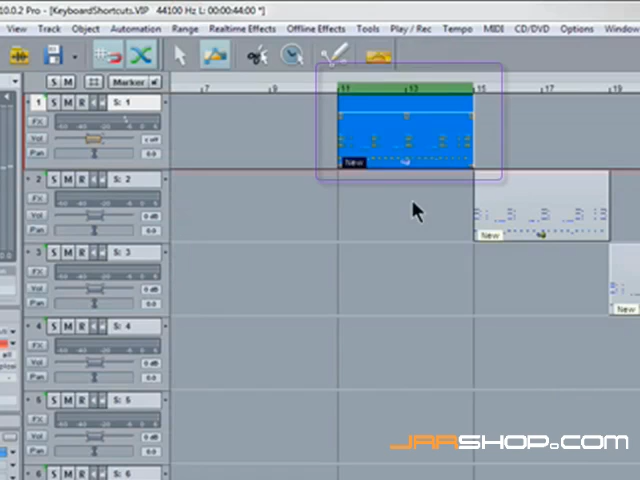 10.0.2 Pro - [KeyboardShortcuts.VIP 44100 Hz L: 00:00:44:00 *]
View Track Object Automation Range Realtime Effects Offline Effects Tools Play / Rec Tempo MIDI CD/DVD Options Window
S M Marker
7 9 11 13 15 17 19
1 S M R S: 1
FX
Vol
Pan 0.0
New
2 S M R S: 2
FX
Vol 0 dB
Pan 0.0
New
3 S M R S: 3
FX
Vol 0 dB
Pan 0.0
New
4 S M R S: 4
FX
Vol 0 dB
Pan 0.0
5 S M R S: 5
FX
Vol 0 dB
Pan 0.0
6 S M R S: 6
all
JRRSHOP.COM